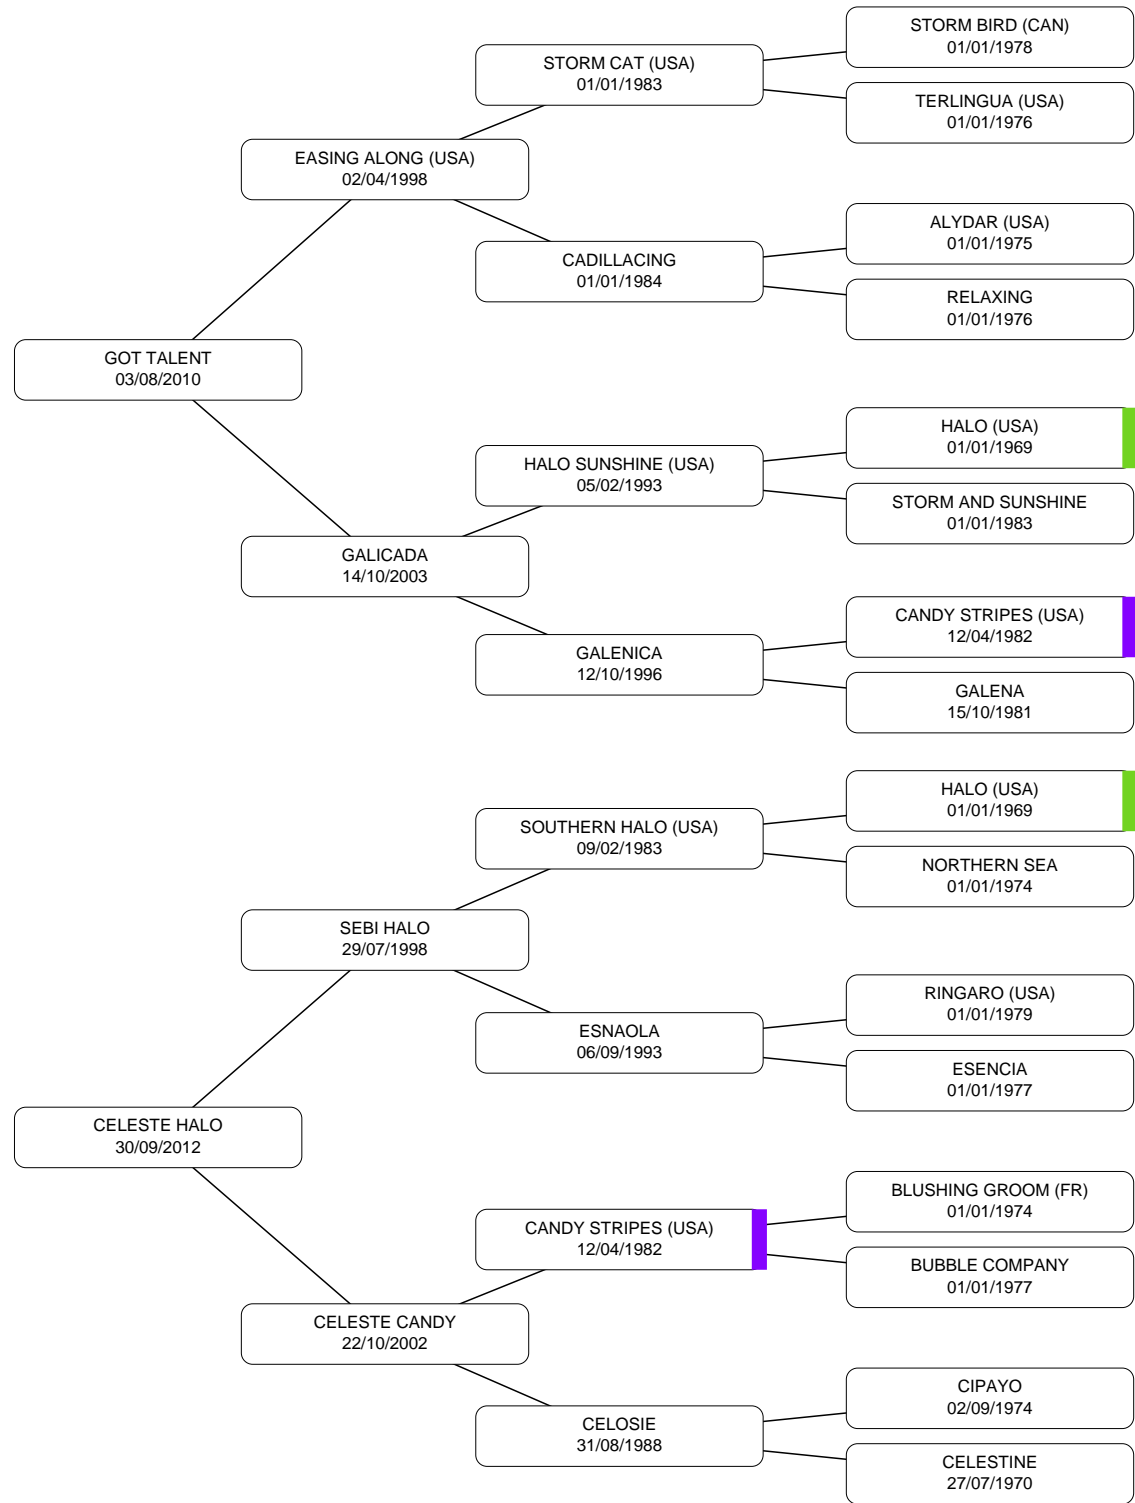 STORM BIRD (CAN)
01/01/1978
STORM CAT (USA)
01/01/1983
TERLINGUA (USA)
01/01/1976
EASING ALONG (USA)
02/04/1998
ALYDAR (USA)
01/01/1975
CADILLACING
01/01/1984
RELAXING
01/01/1976
GOT TALENT
03/08/2010
HALO (USA)
01/01/1969
HALO SUNSHINE (USA)
05/02/1993
STORM AND SUNSHINE
01/01/1983
GALICADA
14/10/2003
CANDY STRIPES (USA)
12/04/1982
GALENICA
12/10/1996
GALENA
15/10/1981
HALO (USA)
01/01/1969
SOUTHERN HALO (USA)
09/02/1983
NORTHERN SEA
01/01/1974
SEBI HALO
29/07/1998
RINGARO (USA)
01/01/1979
ESNAOLA
06/09/1993
ESENCIA
01/01/1977
CELESTE HALO
30/09/2012
BLUSHING GROOM (FR)
01/01/1974
CANDY STRIPES (USA)
12/04/1982
BUBBLE COMPANY
01/01/1977
CELESTE CANDY
22/10/2002
CIPAYO
02/09/1974
CELOSIE
31/08/1988
CELESTINE
27/07/1970